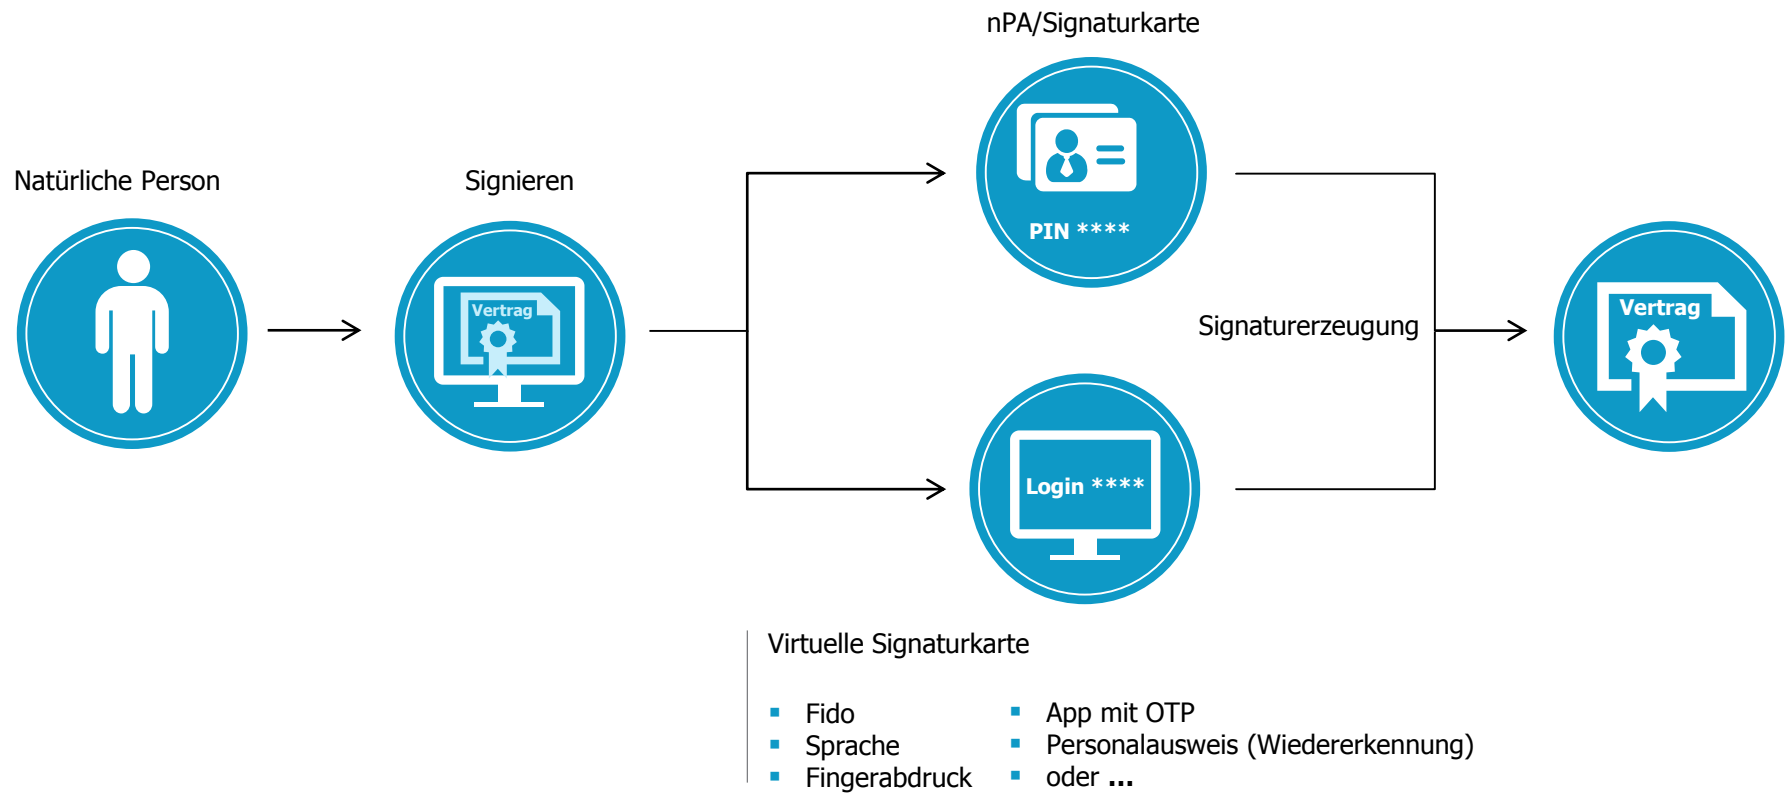 nPA/Signaturkarte
Natürliche Person
Signieren
PIN ****
Vertrag
Signaturerzeugung
Vertrag
Login ****
Virtuelle Signaturkarte
▪ Fido
▪ Sprache
▪ Fingerabdruck
▪ App mit OTP
▪ Personalausweis (Wiedererkennung)
▪ oder ...